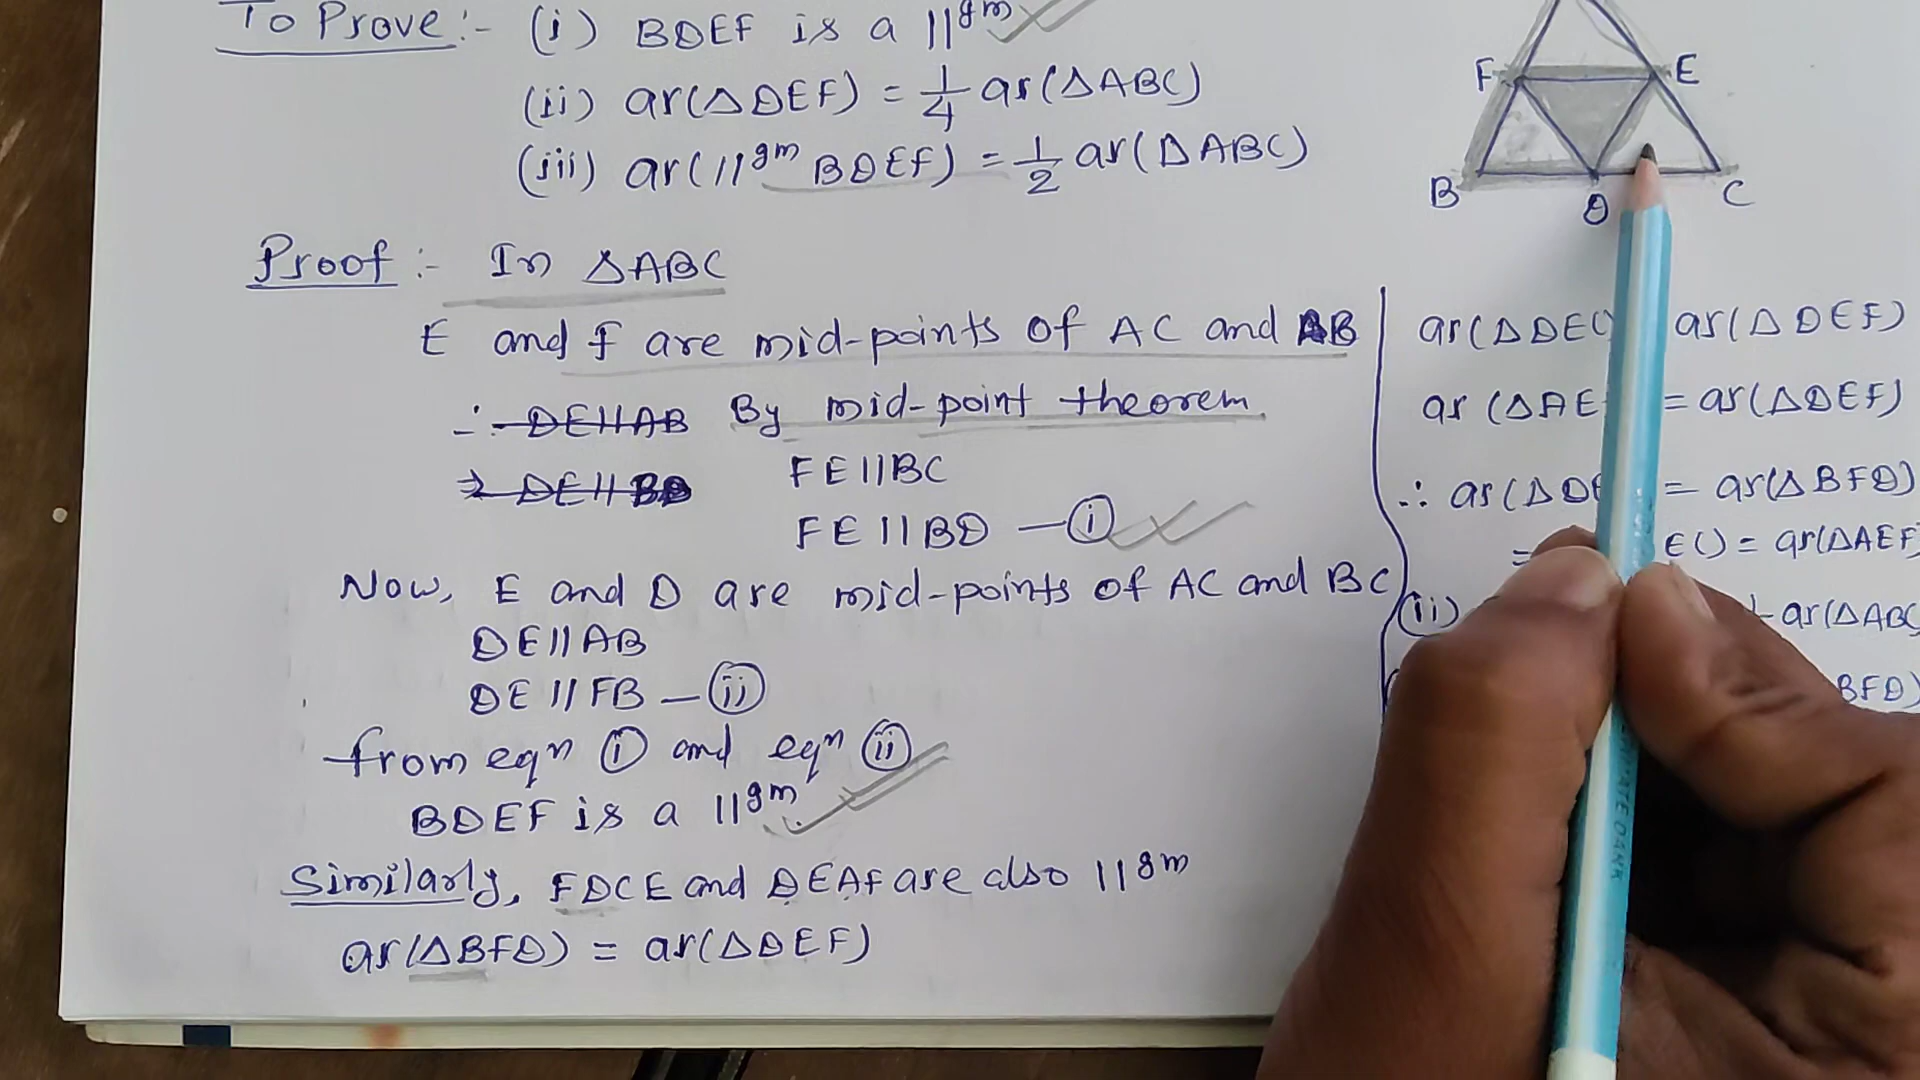 To Prove :- (i) BDEF is a ||gm
(ii) ar(△DEF) = 1/4 ar(△ABC)
(iii) ar(||gm BDEF) = 1/2 ar(△ABC)
F E
B D C
Proof :- In △ABC
E and F are mid-points of AC and AB
∴ DE||AB By mid-point theorem.
⇒ DE||BD FE||BC
FE||BD — (i)
Now, E and D are mid-points of AC and BC
DE||AB
DE||FB — (ii)
from eqn (i) and eqn (ii)
BDEF is a ||gm.
Similarly, FDCE and DEAF are also ||gm
ar(△BFD) = ar(△DEF)
ar(△DEC ar(△DEF)
ar(△AE = ar(△DEF)
∴ ar(△DE = ar(△BFD)
= EC) = ar(△AEF
(ii) ar(△ABC
BFD)